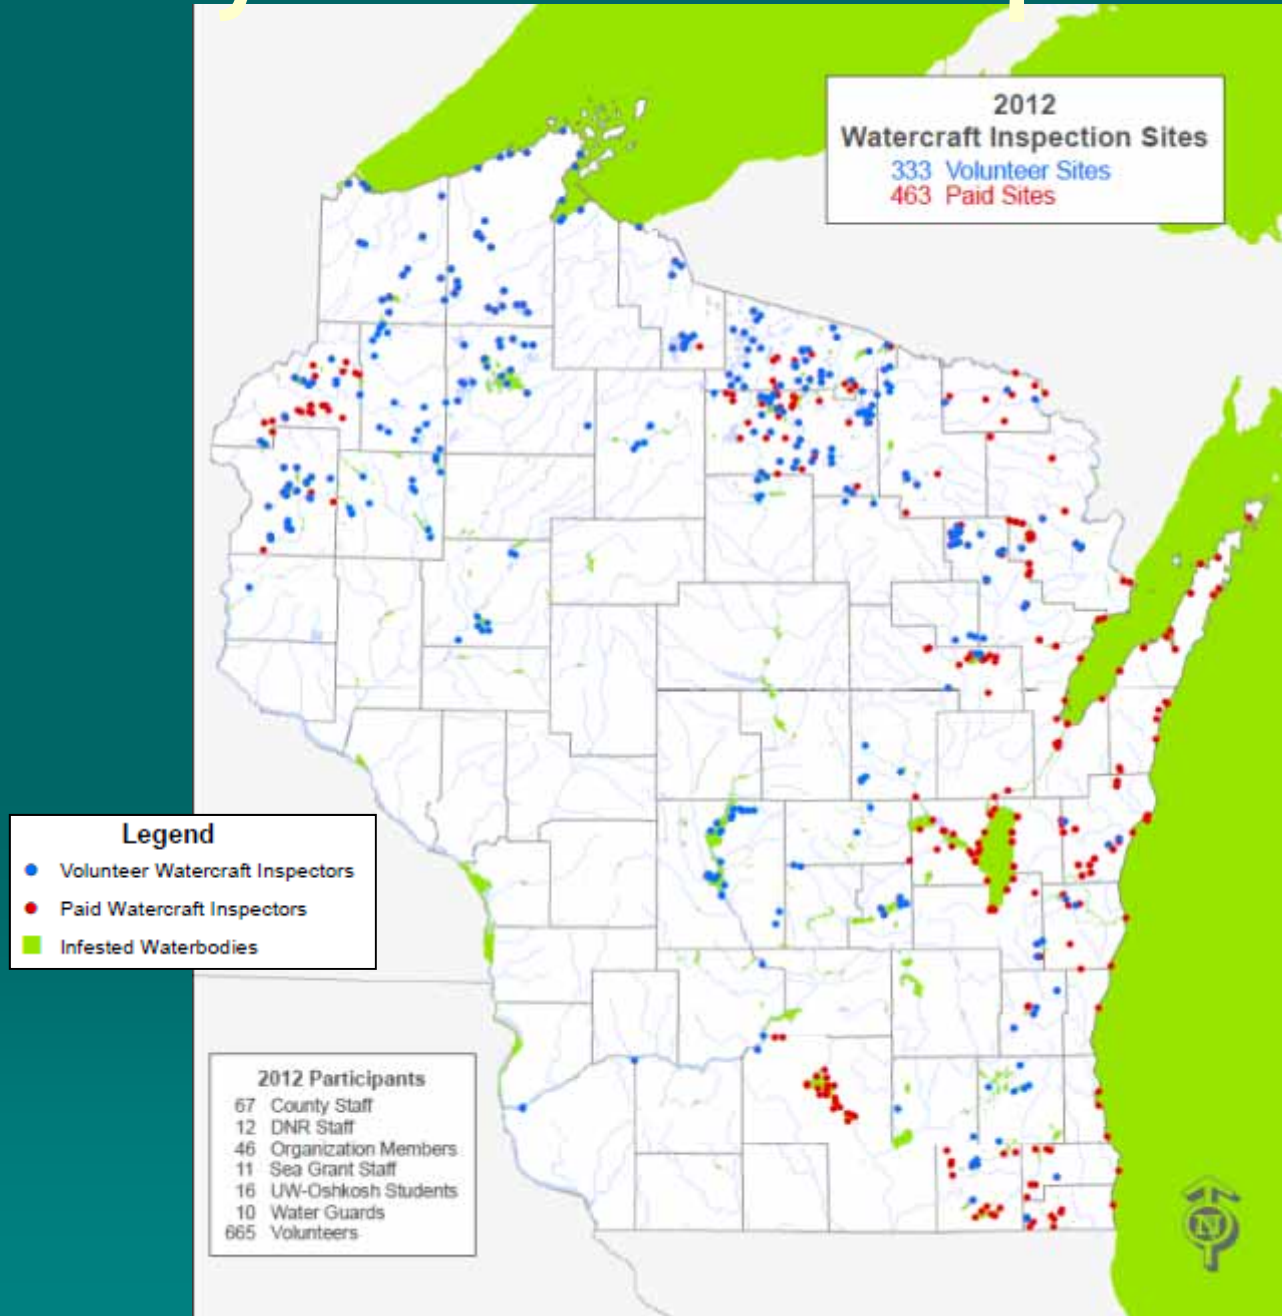 2012
Watercraft Inspection Sites
333 Volunteer Sites
463 Paid Sites
Legend
Volunteer Watercraft Inspectors
Paid Watercraft Inspectors
Infested Waterbodies
2012 Participants
67 County Staff
12 DNR Staff
46 Organization Members
11 Sea Grant Staff
16 UW-Oshkosh Students
10 Water Guards
665 Volunteers
N